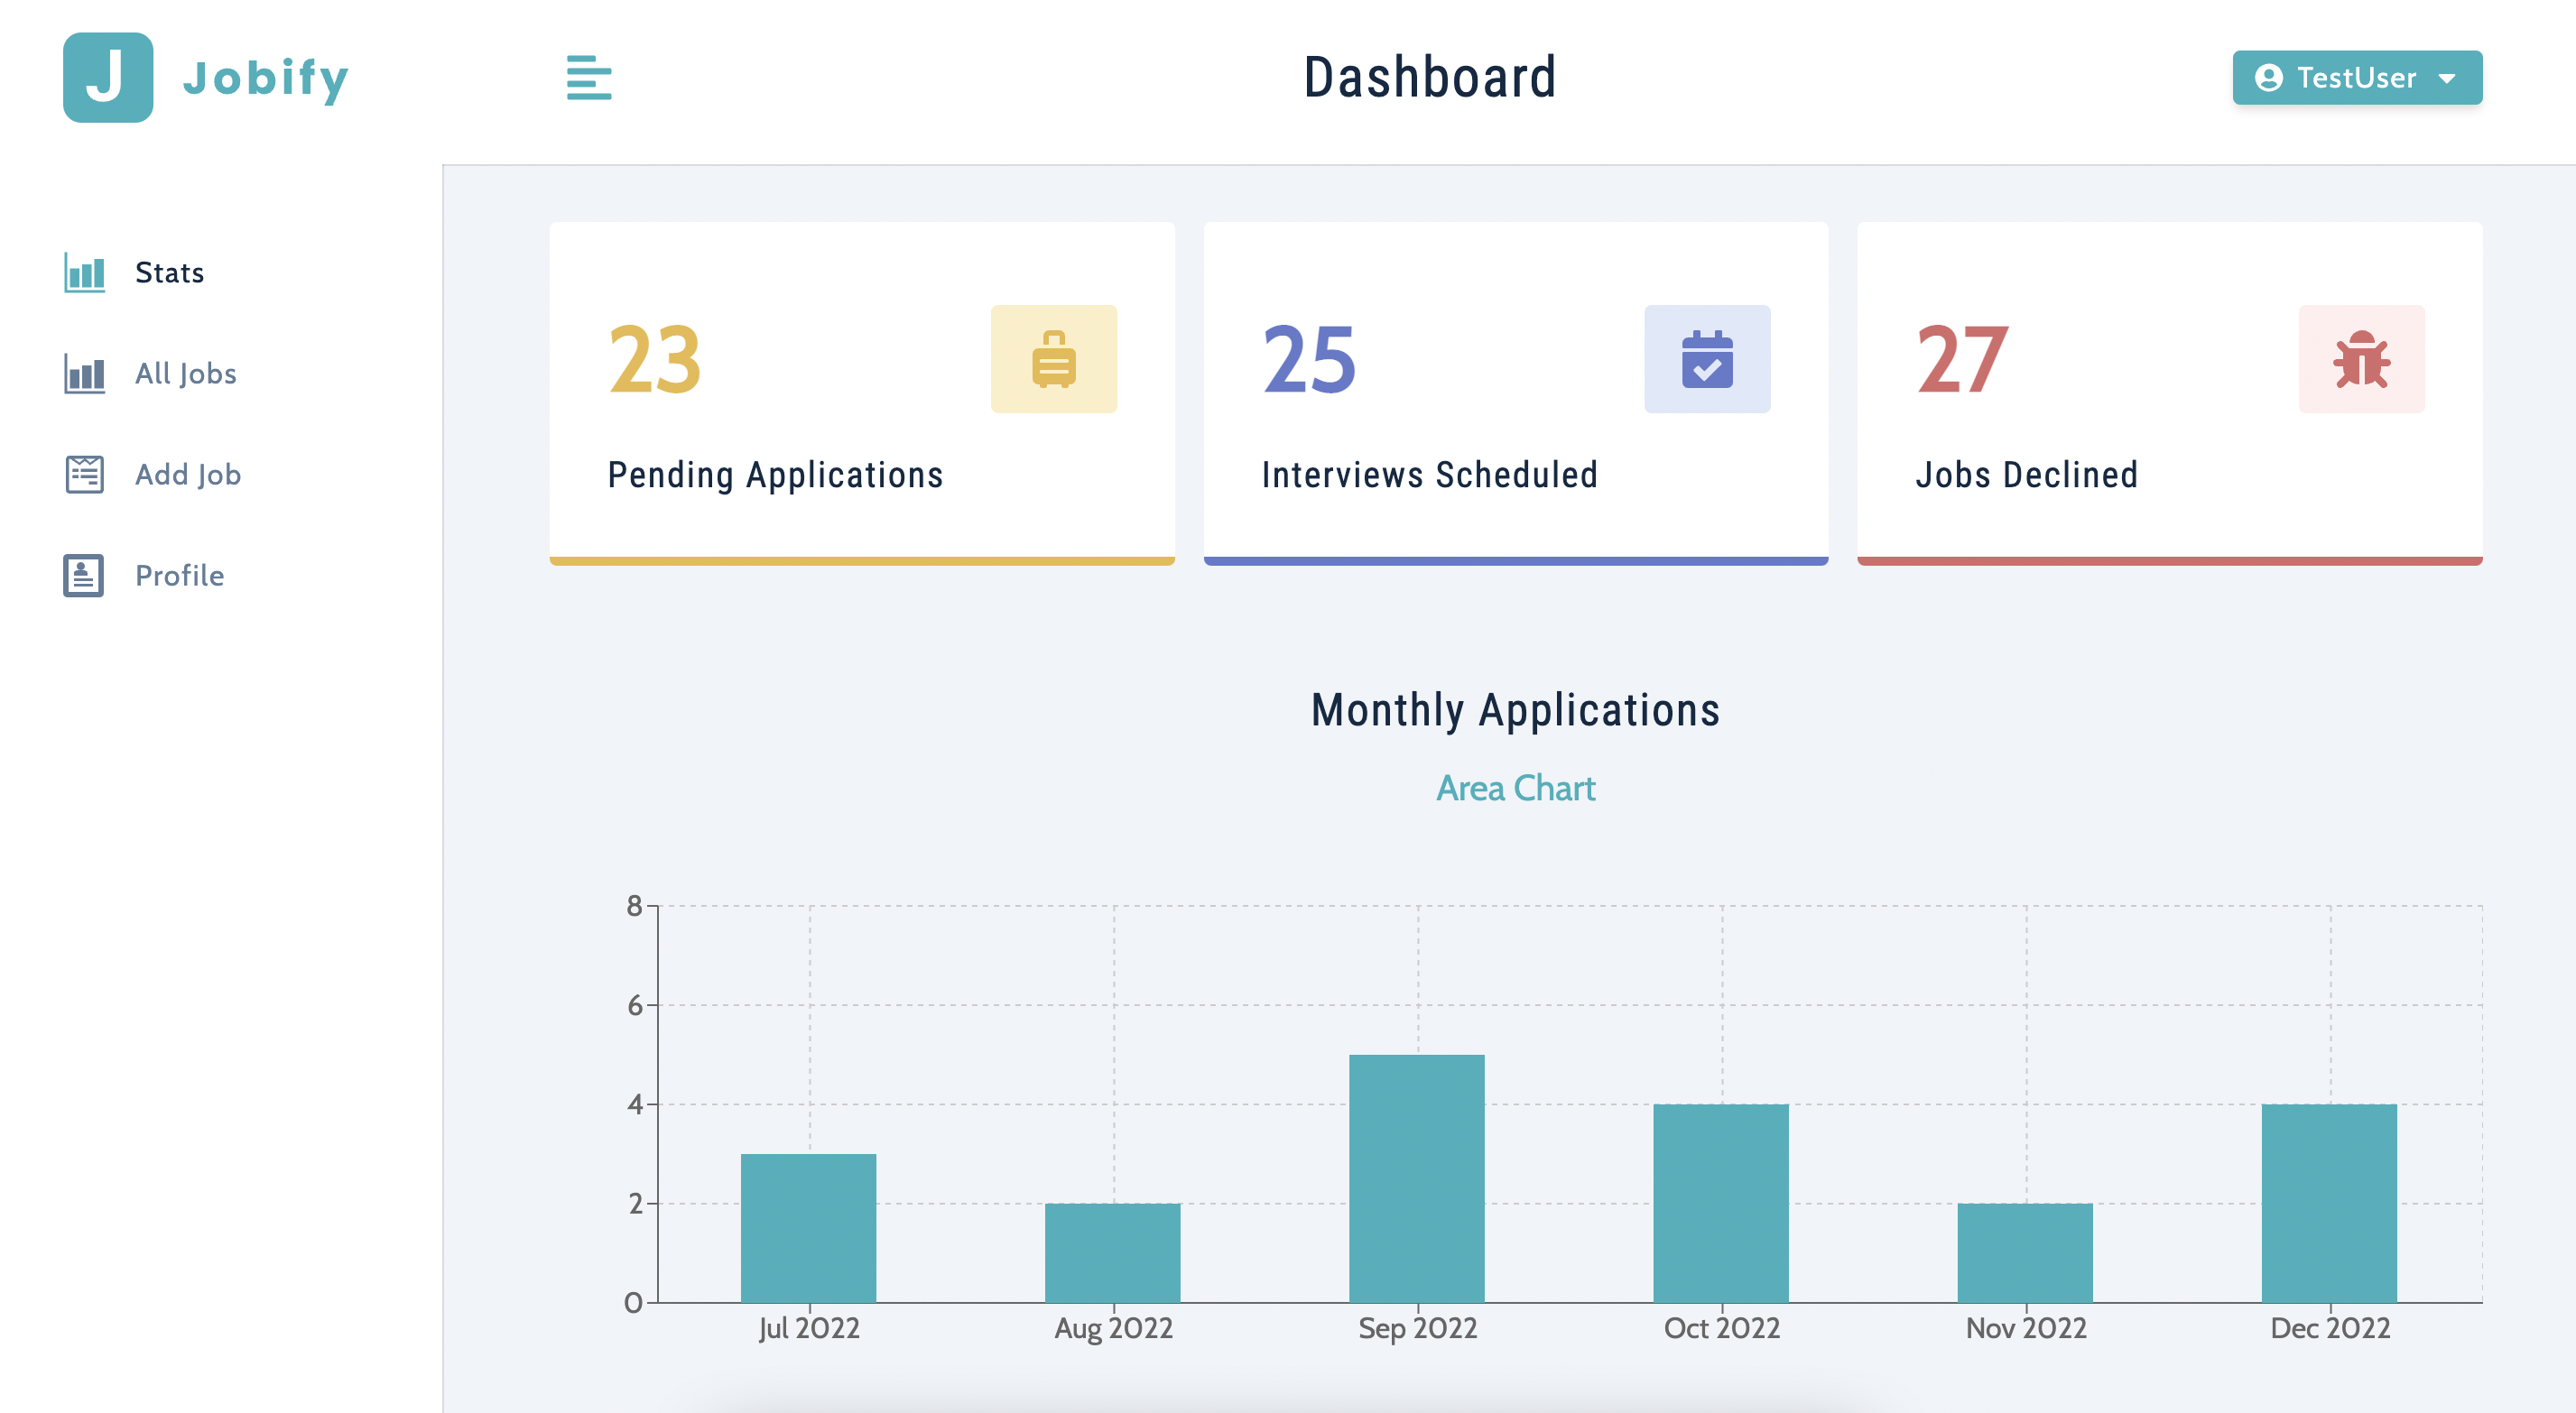 J Jobify
Dashboard
TestUser
Stats
All Jobs
Add Job
Profile
23
Pending Applications
25
Interviews Scheduled
27
Jobs Declined
Monthly Applications
Area Chart
8
6
4
2
0
Jul 2022 Aug 2022 Sep 2022 Oct 2022 Nov 2022 Dec 2022